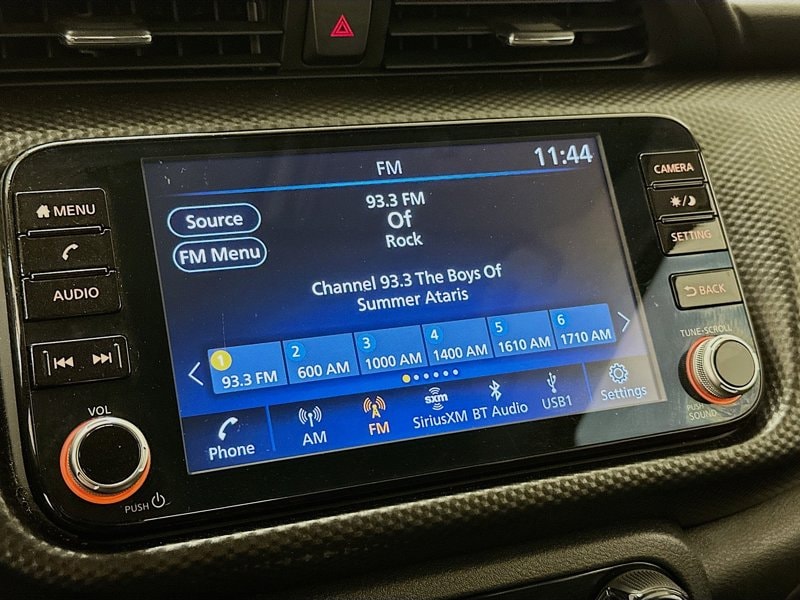 FM
11:44
Source
FM Menu
93.3 FM
Of
Rock
Channel 93.3 The Boys Of
Summer Ataris
1
93.3 FM
2
600 AM
3
1000 AM
4
1400 AM
5
1610 AM
6
1710 AM
Phone
AM
FM
sxm
SiriusXM
BT Audio
USB1
Settings
MENU
AUDIO
VOL
PUSH
CAMERA
SETTING
BACK
TUNE·SCROLL
PUSH
SOUND